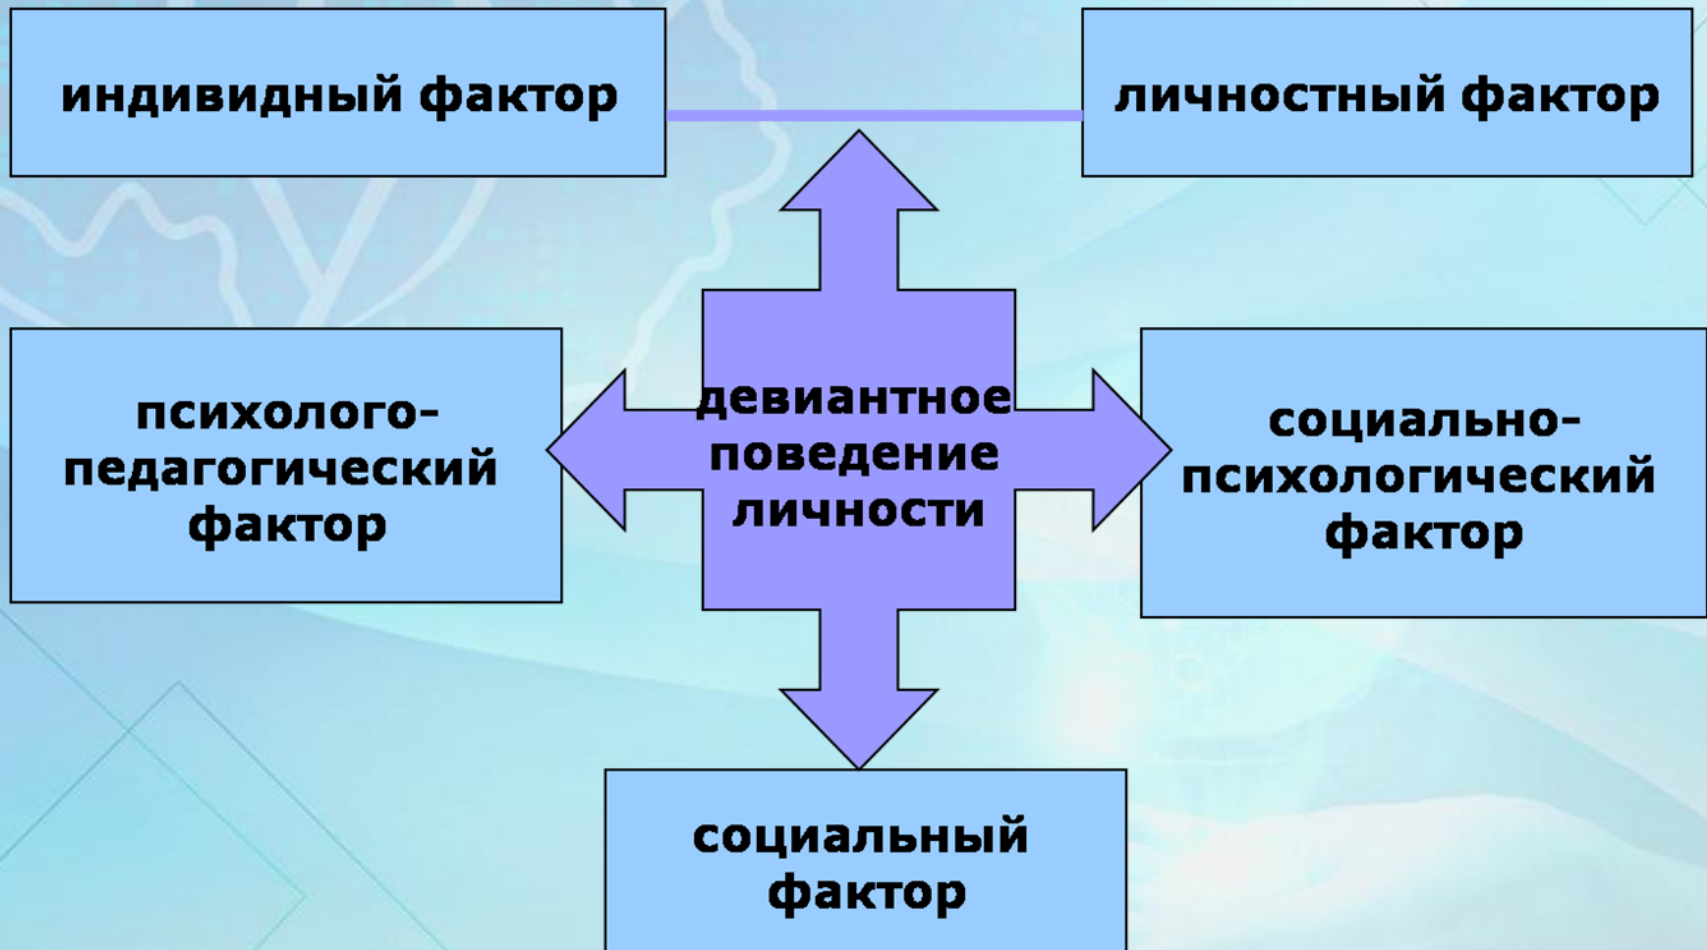 индивидный фактор
личностный фактор
психолого-
педагогический
фактор
девиантное
поведение
личности
социально-
психологический
фактор
социальный
фактор